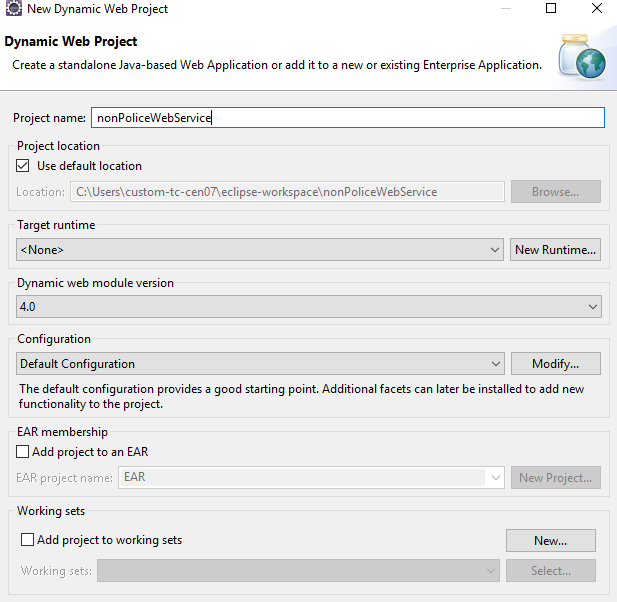 New Dynamic Web Project
Dynamic Web Project
Create a standalone Java-based Web Application or add it to a new or existing Enterprise Application.
Project name: nonPoliceWebService
Project location
Use default location
Location: C:\Users\custom-tc-cen07\eclipse-workspace\nonPoliceWebService Browse...
Target runtime
<None> New Runtime...
Dynamic web module version
4.0
Configuration
Default Configuration Modify...
The default configuration provides a good starting point. Additional facets can later be installed to add new
functionality to the project.
EAR membership
Add project to an EAR
EAR project name: EAR New Project...
Working sets
Add project to working sets New...
Working sets: Select...